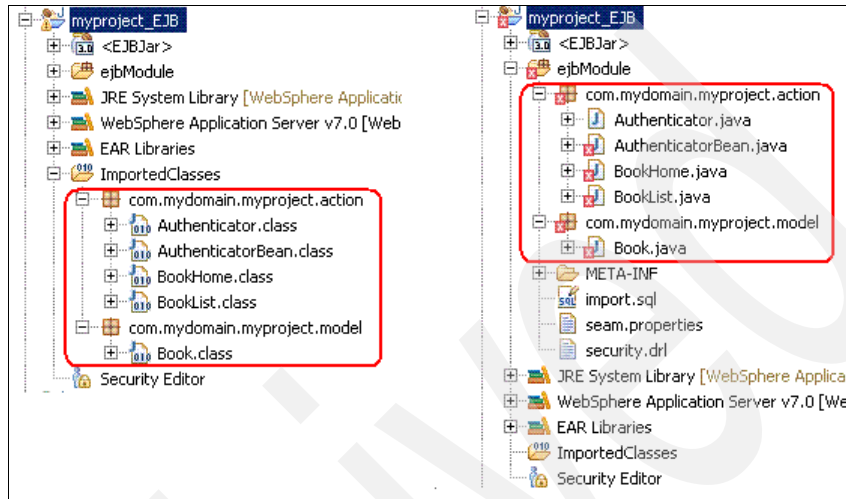 myproject_EJB
<EJBJar>
ejbModule
JRE System Library [WebSphere Applicatic
WebSphere Application Server v7.0 [Web
EAR Libraries
ImportedClasses
com.mydomain.myproject.action
Authenticator.class
AuthenticatorBean.class
BookHome.class
BookList.class
com.mydomain.myproject.model
Book.class
Security Editor
myproject_EJB
<EJBJar>
ejbModule
com.mydomain.myproject.action
Authenticator.java
AuthenticatorBean.java
BookHome.java
BookList.java
com.mydomain.myproject.model
Book.java
META-INF
import.sql
seam.properties
security.drl
JRE System Library [WebSphere Applica
WebSphere Application Server v7.0 [We
EAR Libraries
ImportedClasses
Security Editor